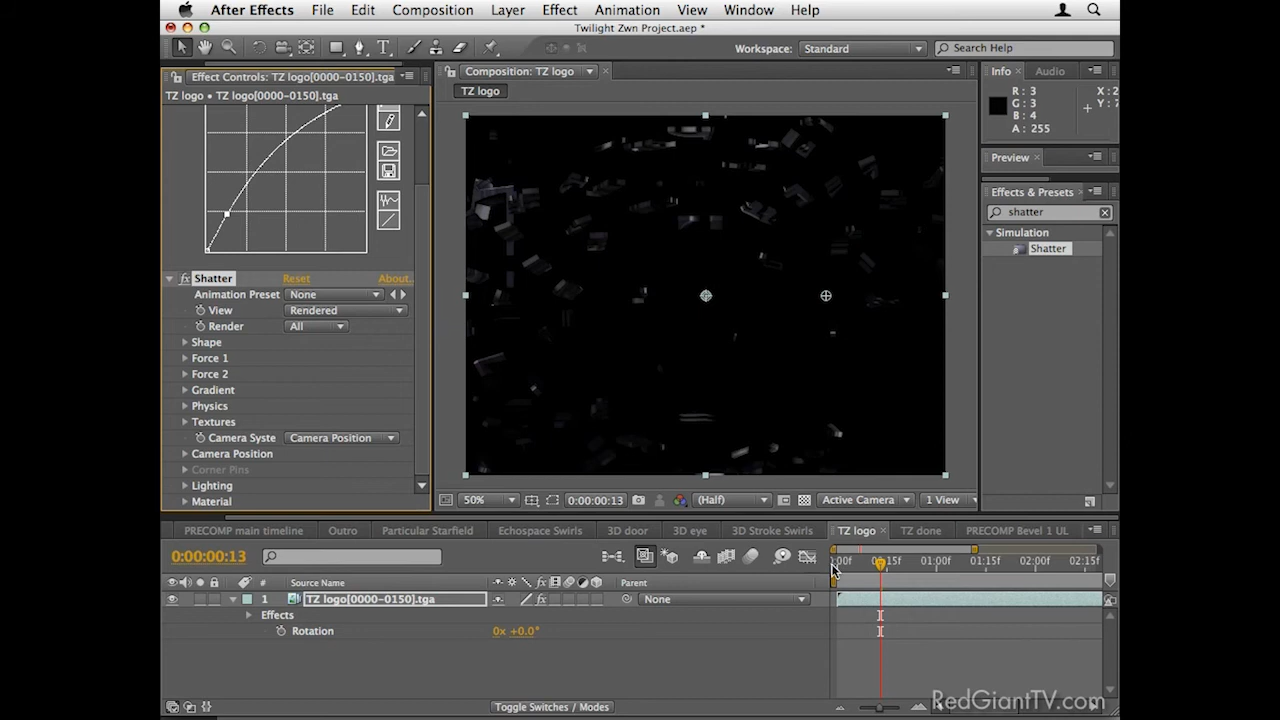 After Effects File Edit Composition Layer Effect Animation View Window Help
Twilight Zwn Project.aep *
Workspace: Standard Search Help
Effect Controls: TZ logo[0000-0150].tga
TZ logo • TZ logo[0000-0150].tga
Shatter Reset About..
Animation Preset None
View Rendered
Render All
Shape
Force 1
Force 2
Gradient
Physics
Textures
Camera Syste Camera Position
Camera Position
Corner Pins
Lighting
Material
Composition: TZ logo
TZ logo
50% 0:00:00:13 (Half) Active Camera 1 View
Info Audio
R: 3
G: 3
B: 4
A: 255
X: 2
Y: 7
Preview
Effects & Presets
shatter
Simulation
Shatter
PRECOMP main timeline Outro Particular Starfield Echospace Swirls 3D door 3D eye 3D Stroke Swirls TZ logo TZ done PRECOMP Bevel 1 UL
0:00:00:13
:00f 15f 01:00f 01:15f 02:00f 02:15f
# Source Name Parent
1 TZ logo[0000-0150].tga fx None
Effects
Rotation 0x +0.0°
Toggle Switches / Modes
RedGiantTV.com